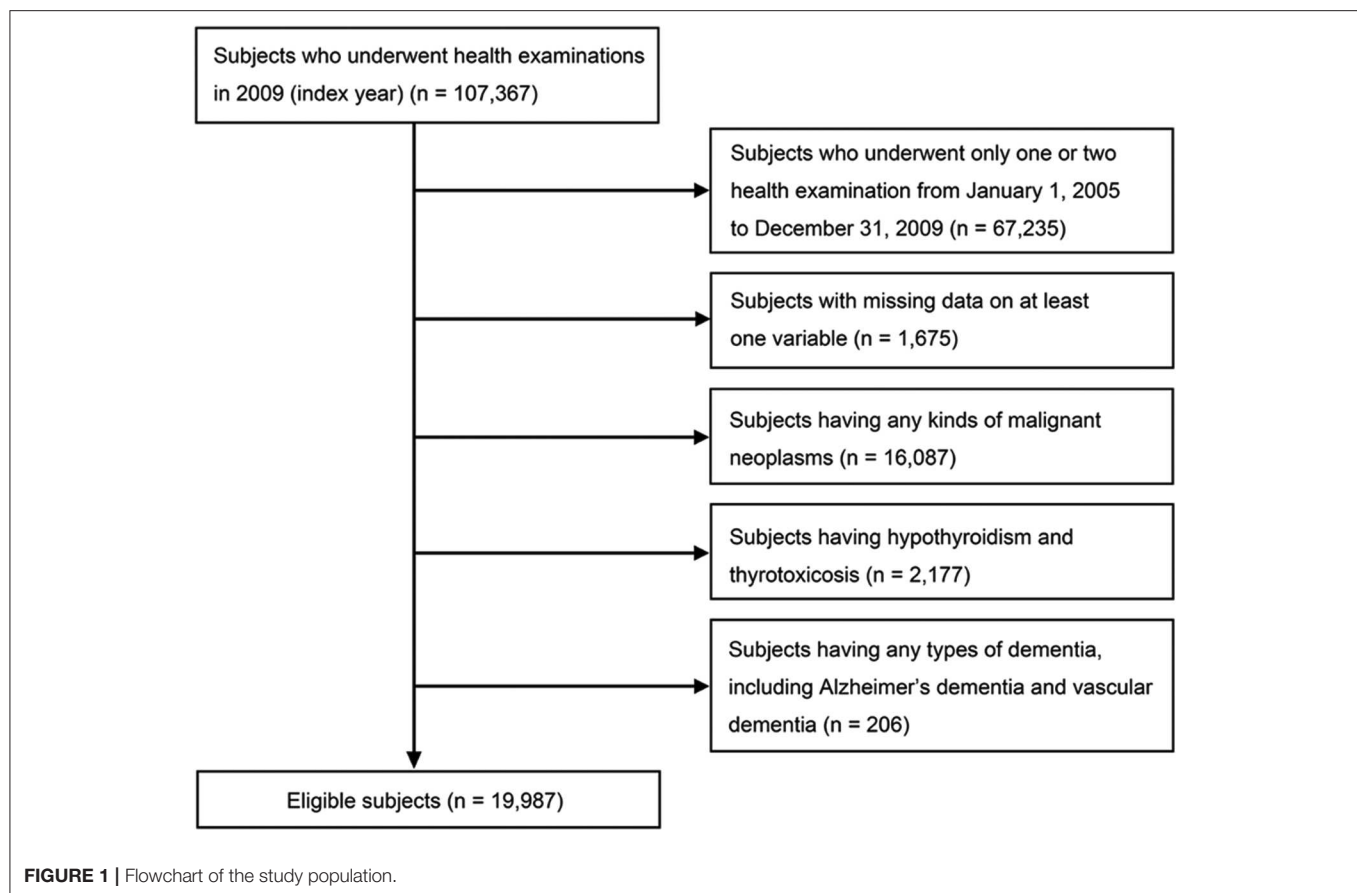 Subjects who underwent health examinations
in 2009 (index year) (n = 107,367)
Subjects who underwent only one or two
health examination from January 1, 2005
to December 31, 2009 (n = 67,235)
Subjects with missing data on at least
one variable (n = 1,675)
Subjects having any kinds of malignant
neoplasms (n = 16,087)
Subjects having hypothyroidism and
thyrotoxicosis (n = 2,177)
Subjects having any types of dementia,
including Alzheimer's dementia and vascular
dementia (n = 206)
Eligible subjects (n = 19,987)
FIGURE 1 | Flowchart of the study population.